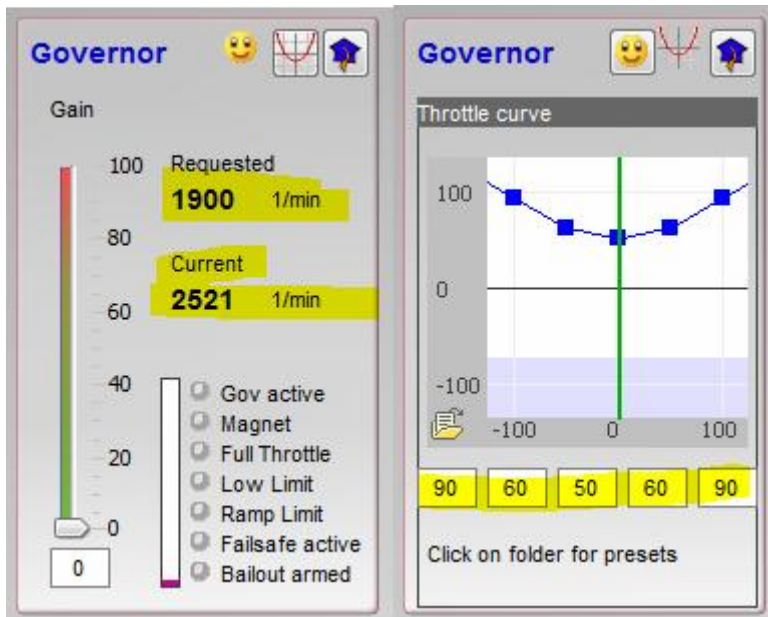 Governor
Gain
100
80
60
40
20
0
0
Requested
1900 1/min
Current
2521 1/min
Gov active
Magnet
Full Throttle
Low Limit
Ramp Limit
Failsafe active
Bailout armed
Governor
Throttle curve
100
0
-100
-100 0 100
90 60 50 60 90
Click on folder for presets